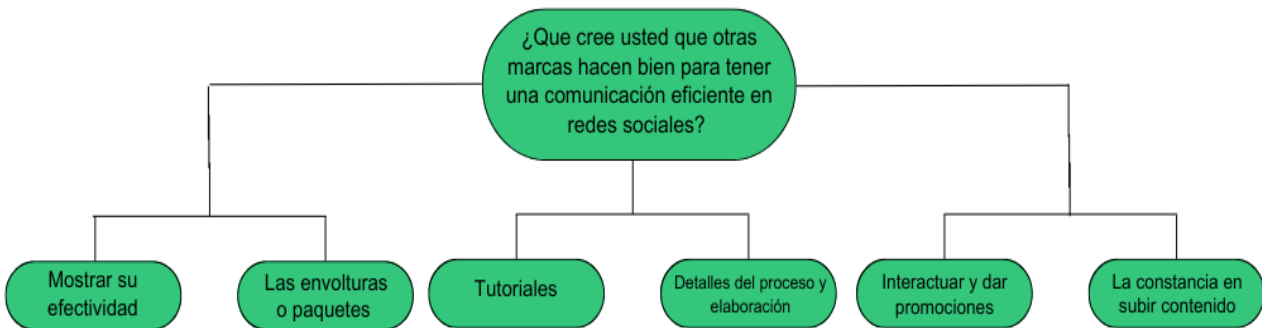 ¿Que cree usted que otras
marcas hacen bien para tener
una comunicación eficiente en
redes sociales?
Mostrar su
efectividad
Las envolturas
o paquetes
Tutoriales
Detalles del proceso y
elaboración
Interactuar y dar
promociones
La constancia en
subir contenido